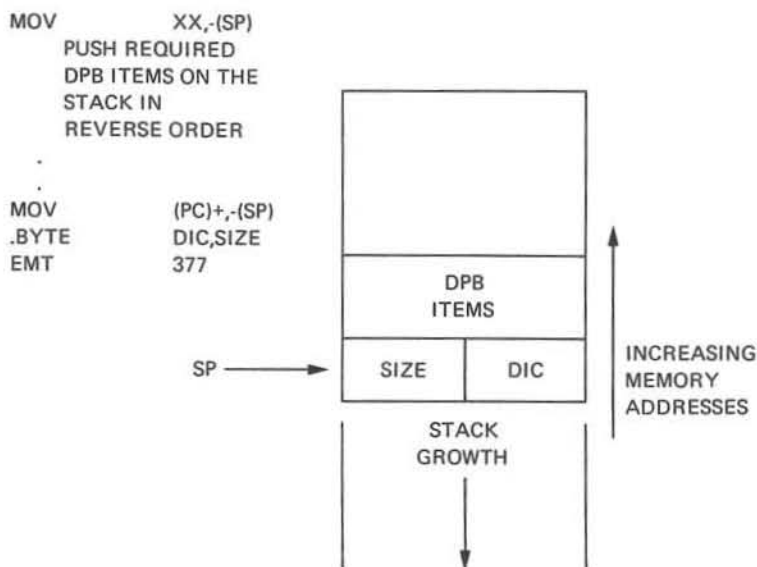 MOV XX,-(SP)
PUSH REQUIRED
DPB ITEMS ON THE
STACK IN
REVERSE ORDER
.
.
MOV (PC)+,-(SP)
.BYTE DIC,SIZE
EMT 377
DPB
ITEMS
SP
SIZE DIC
INCREASING
MEMORY
ADDRESSES
STACK
GROWTH